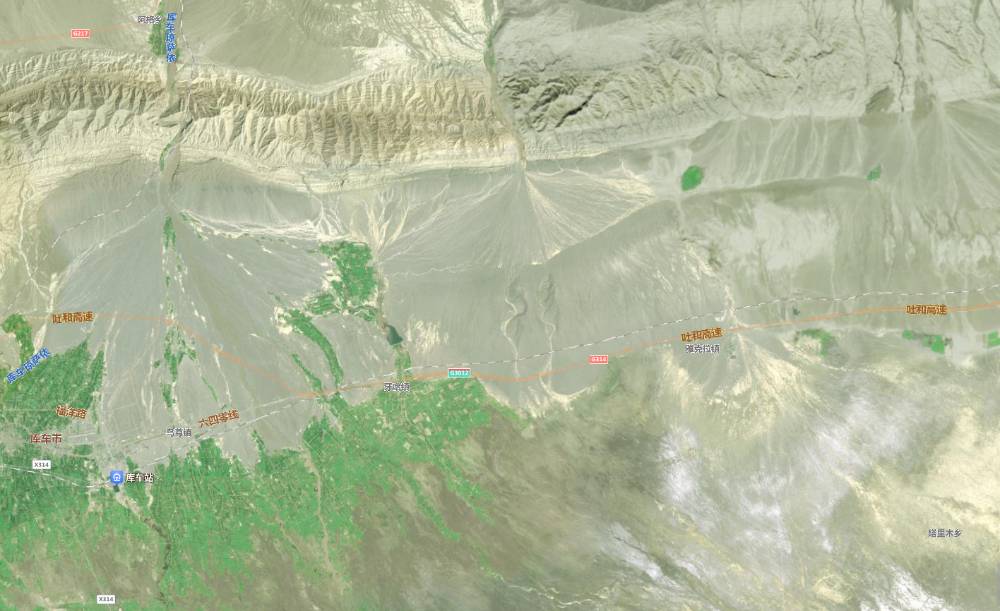 阿格乡
库车琼萨依
G217
吐和高速
吐和高速
吐和高速
雅克拉镇
库车琼萨依
G314
G3012
牙哈镇
福洋路
六四零线
乌尊镇
库车市
X314
库车站
塔里木乡
X314